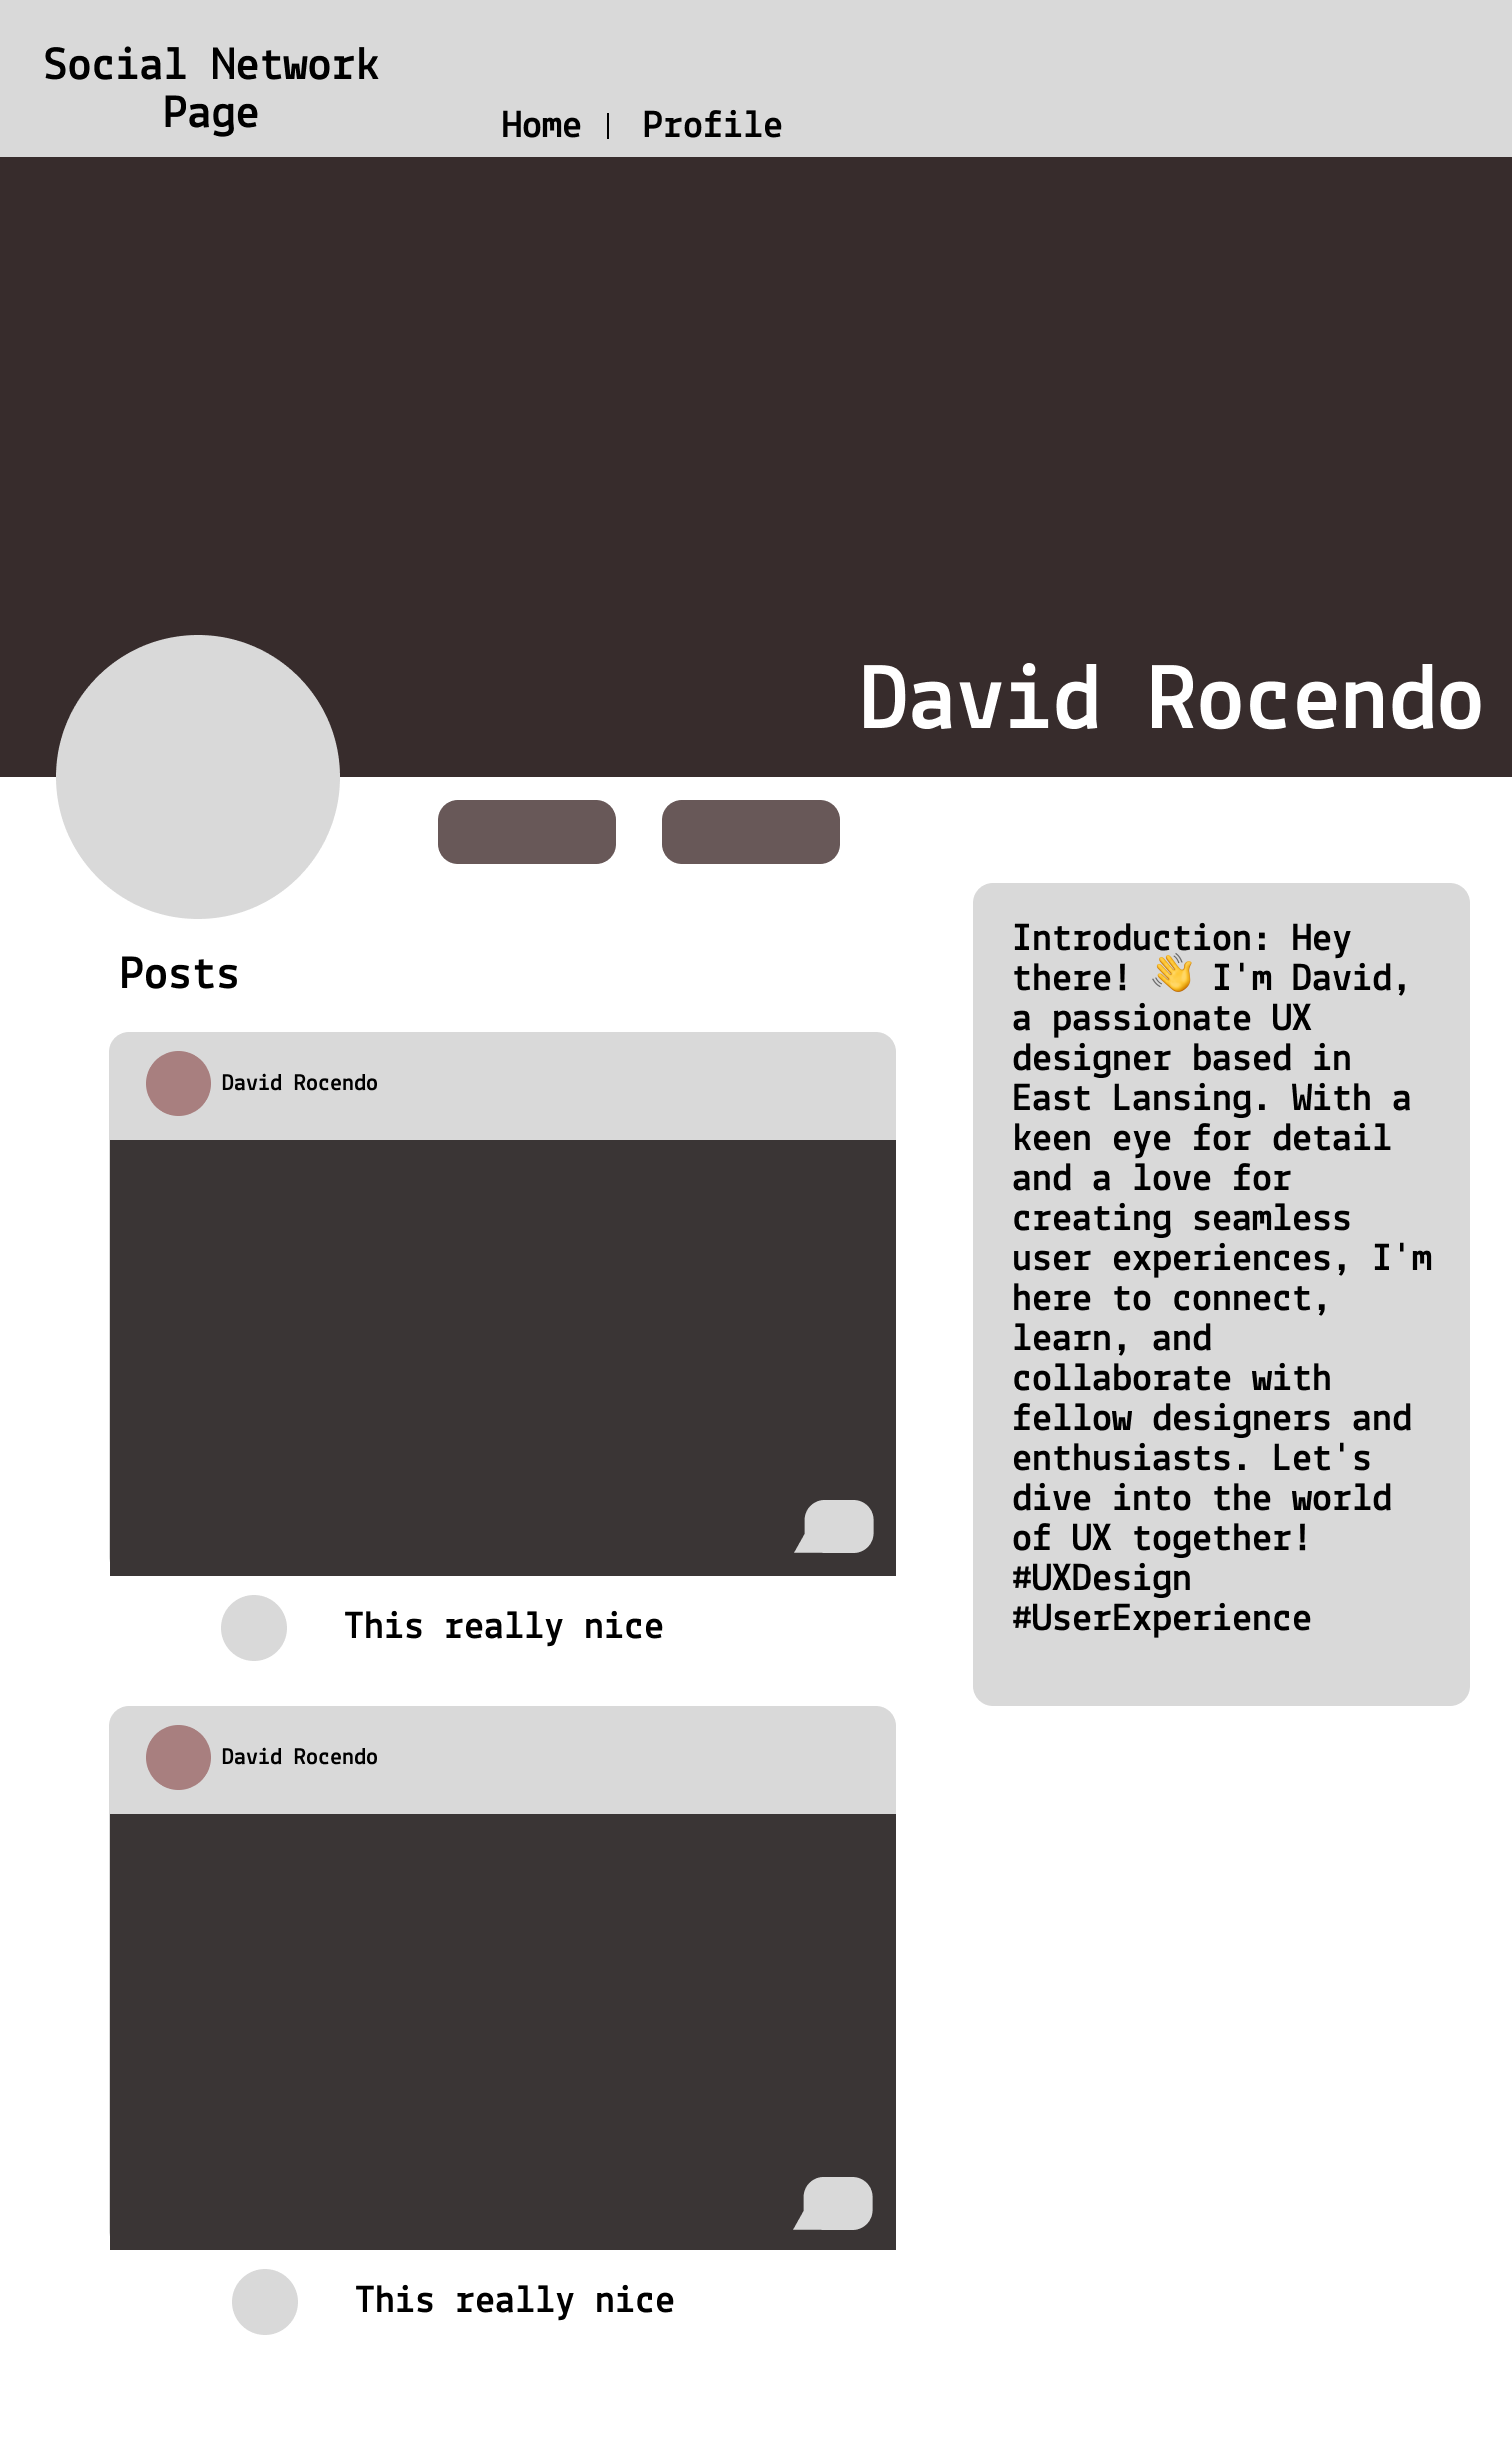 Social Network
Page
Home | Profile
David Rocendo
Posts
David Rocendo
This really nice
David Rocendo
This really nice
Introduction: Hey
there! 👋 I'm David,
a passionate UX
designer based in
East Lansing. With a
keen eye for detail
and a love for
creating seamless
user experiences, I'm
here to connect,
learn, and
collaborate with
fellow designers and
enthusiasts. Let's
dive into the world
of UX together!
#UXDesign
#UserExperience